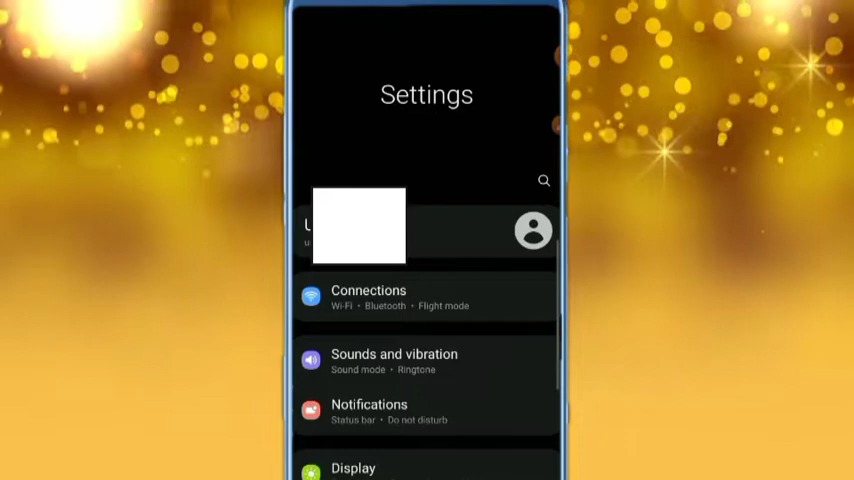 Settings
Connections
Wi-Fi • Bluetooth • Flight mode
Sounds and vibration
Sound mode • Ringtone
Notifications
Status bar • Do not disturb
Display